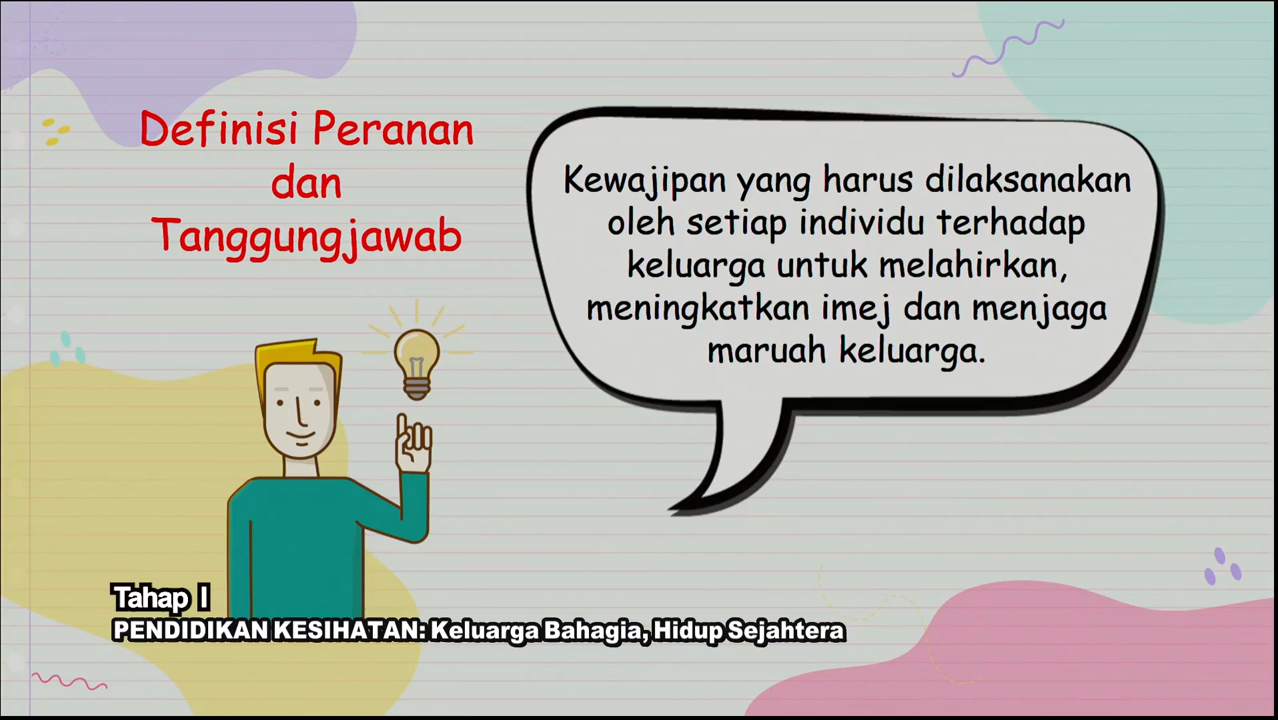 Definisi Peranan
dan
Tanggungjawab
Kewajipan yang harus dilaksanakan
oleh setiap individu terhadap
keluarga untuk melahirkan,
meningkatkan imej dan menjaga
maruah keluarga.
Tahap I
PENDIDIKAN KESIHATAN: Keluarga Bahagia, Hidup Sejahtera